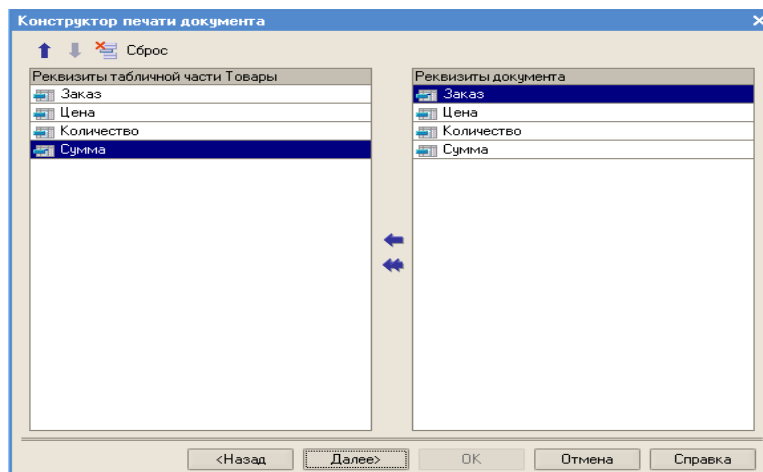 Конструктор печати документа
Сброс
Реквизиты табличной части Товары
Заказ
Цена
Количество
Сумма
Реквизиты документа
Заказ
Цена
Количество
Сумма
<Назад
Далее>
OK
Отмена
Справка